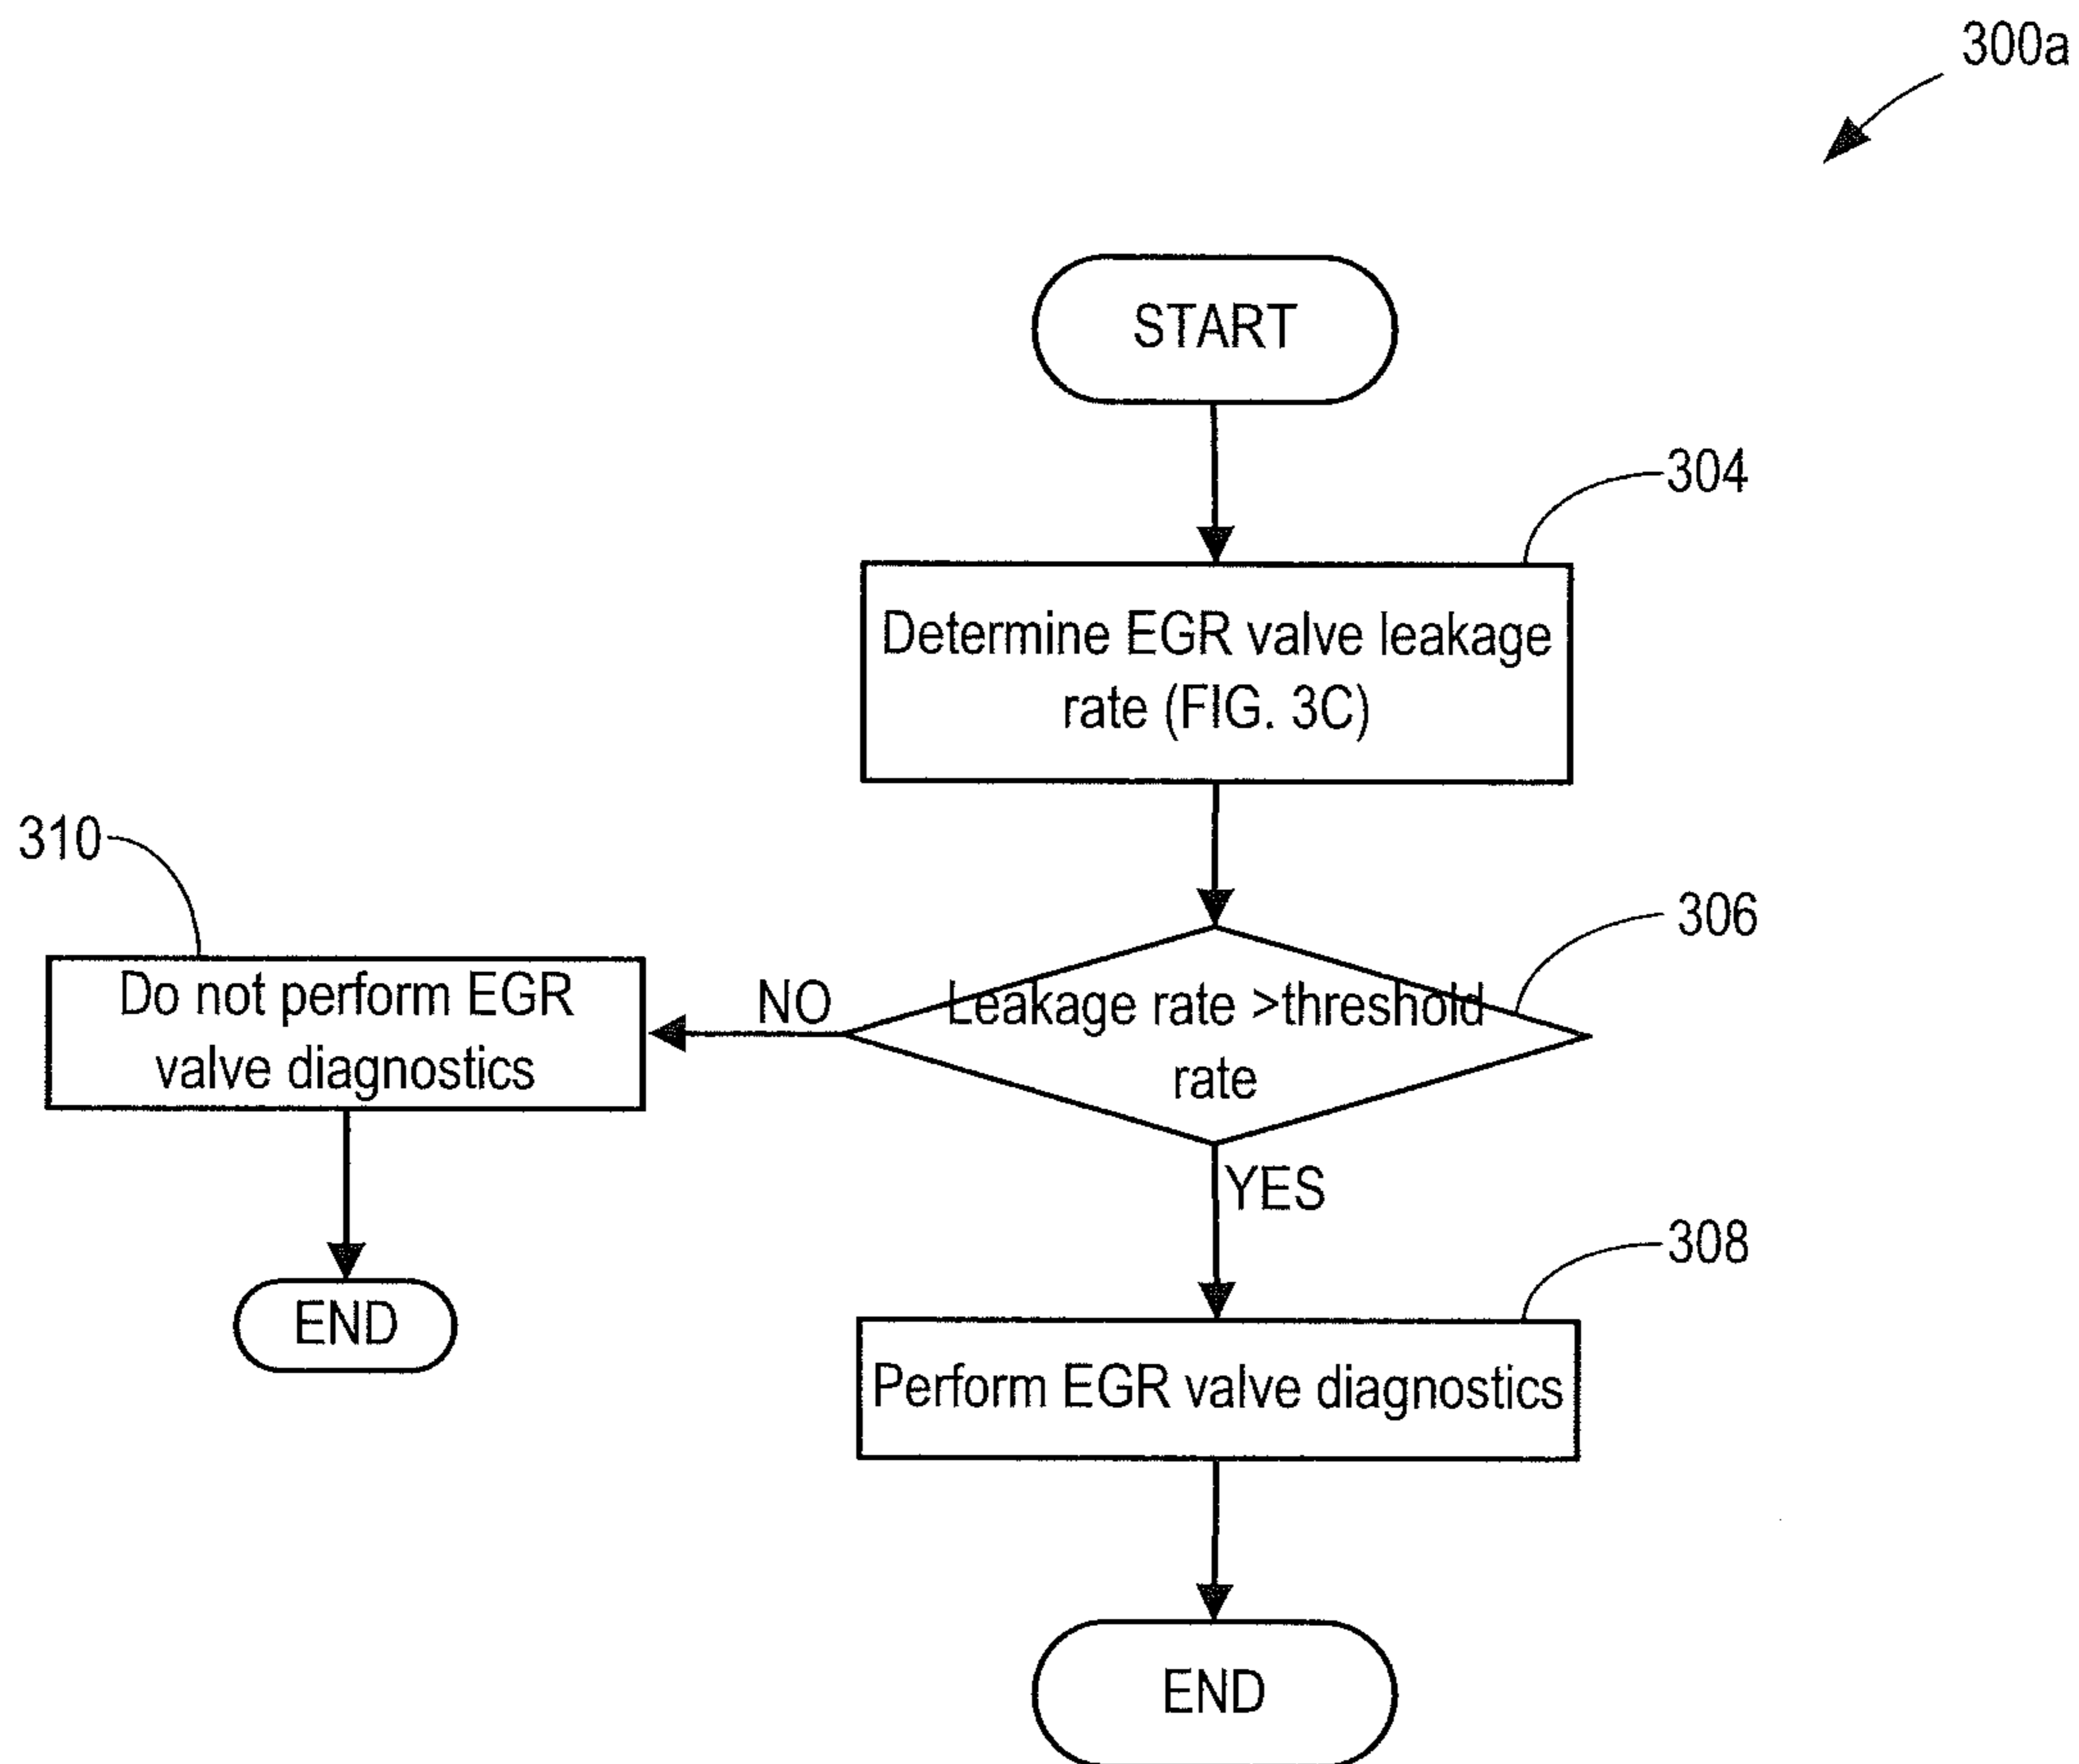 300a
START
304
Determine EGR valve leakage
rate (FIG. 3C)
310
306
Do not perform EGR
valve diagnostics
NO
Leakage rate >threshold
rate
YES
308
END
Perform EGR valve diagnostics
END